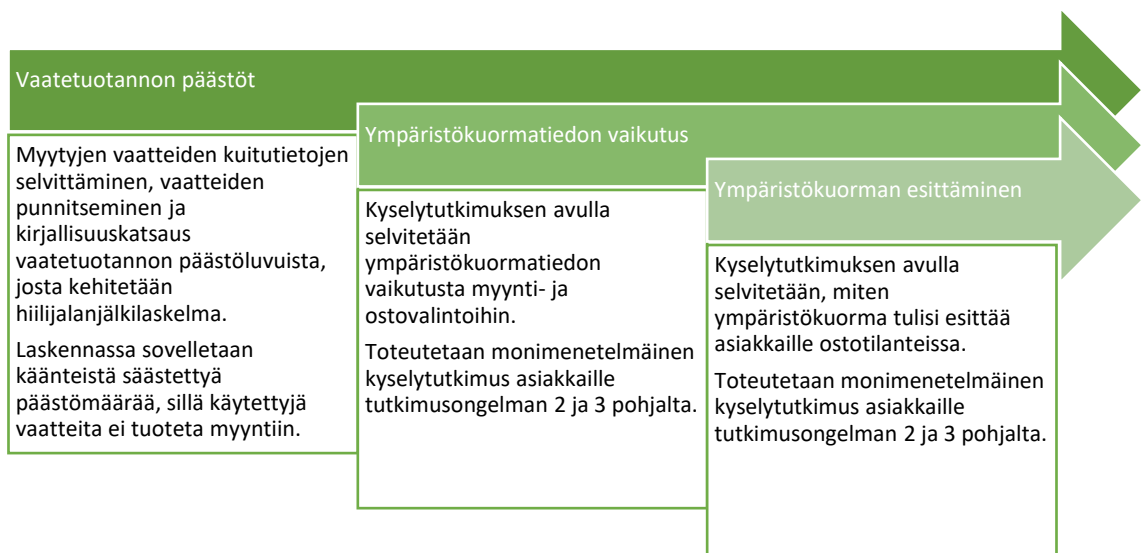 Vaatetuotannon päästöt
Myytyjen vaatteiden kuitutietojen
selvittäminen, vaatteiden
punnitseminen ja
kirjallisuuskatsaus
vaatetuotannon päästöluvuista,
josta kehitetään
hiilijalanjälkilaskelma.
Laskennassa sovelletaan
käänteistä säästettyä
päästömäärää, sillä käytettyjä
vaatteita ei tuoteta myyntiin.
Ympäristökuormatiedon vaikutus
Kyselytutkimuksen avulla
selvitetään
ympäristökuormatiedon
vaikutusta myynti- ja
ostovalintoihin.
Toteutetaan monimenetelmäinen
kyselytutkimus asiakkaille
tutkimusongelman 2 ja 3 pohjalta.
Ympäristökuorman esittäminen
Kyselytutkimuksen avulla
selvitetään, miten
ympäristökuorma tulisi esittää
asiakkaille ostotilanteissa.
Toteutetaan monimenetelmäinen
kyselytutkimus asiakkaille
tutkimusongelman 2 ja 3 pohjalta.